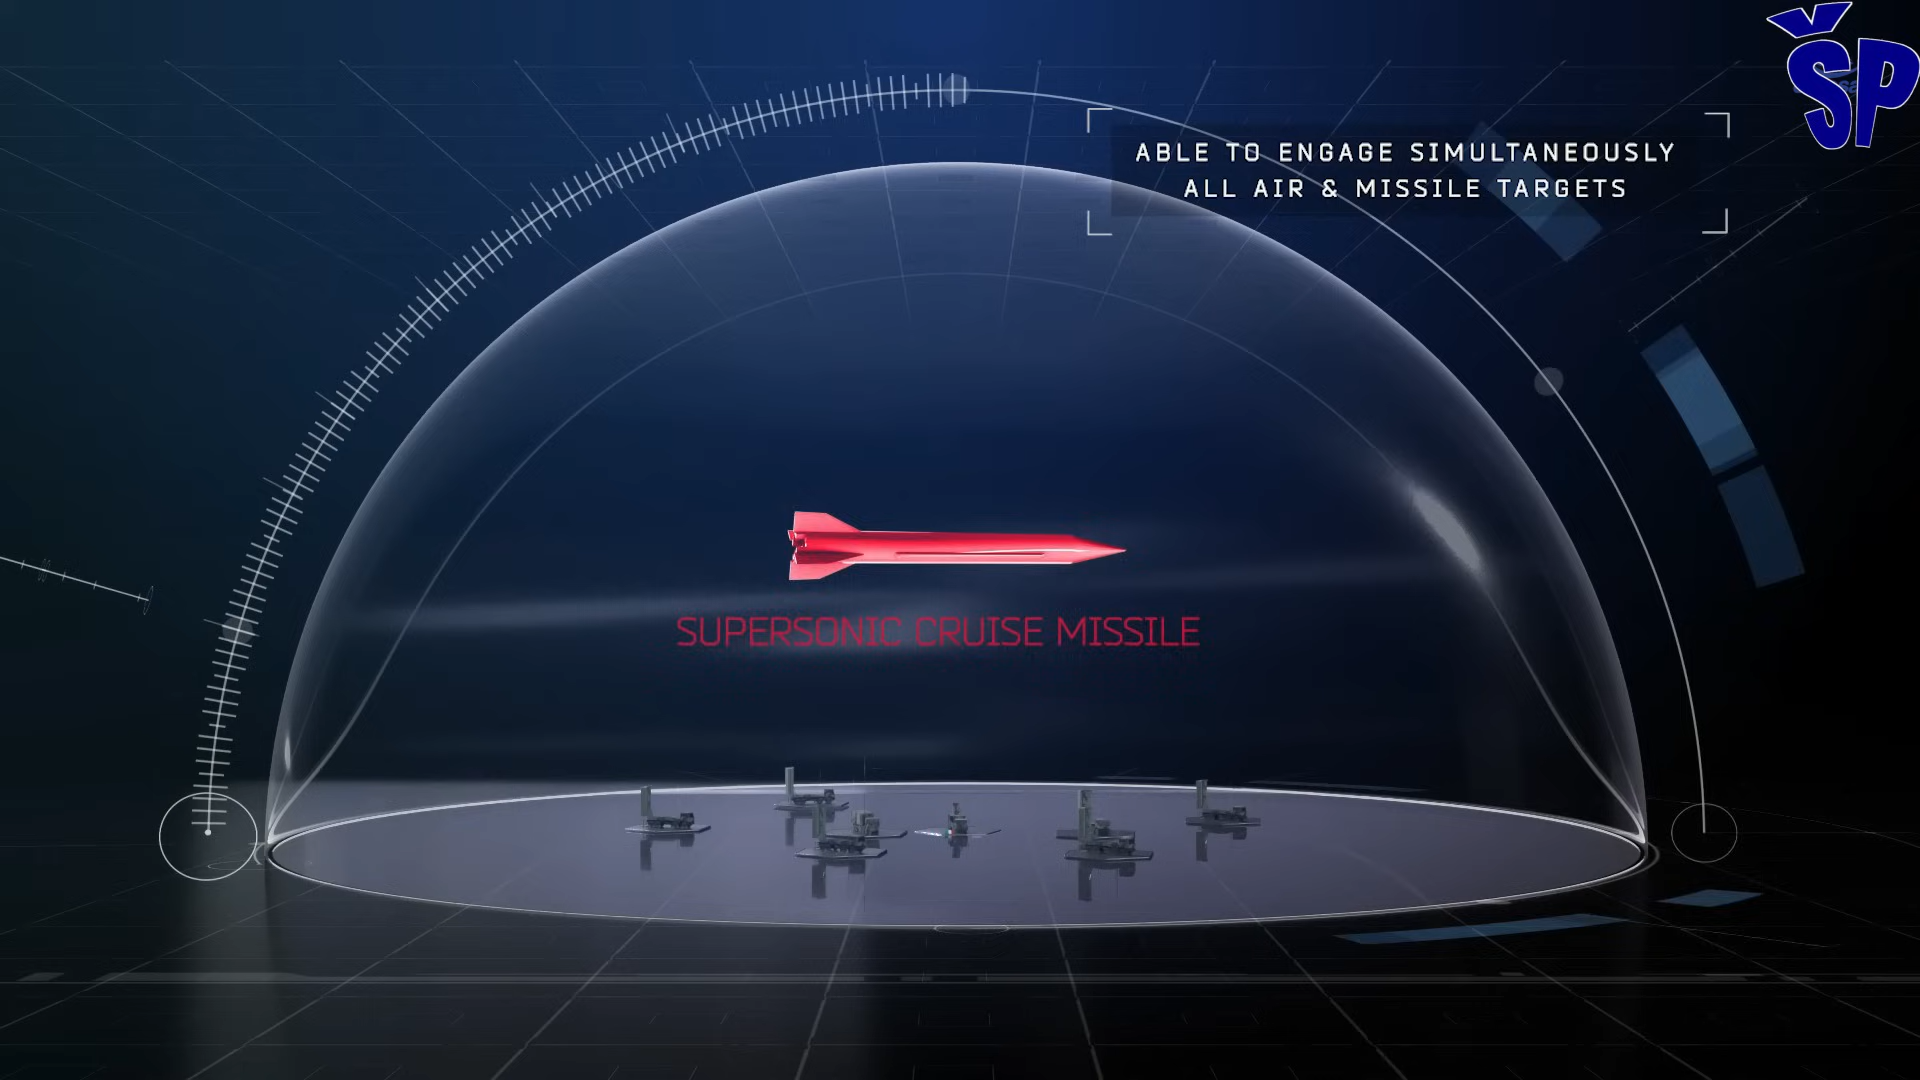 ŠP
ABLE TO ENGAGE SIMULTANEOUSLY
ALL AIR & MISSILE TARGETS
SUPERSONIC CRUISE MISSILE